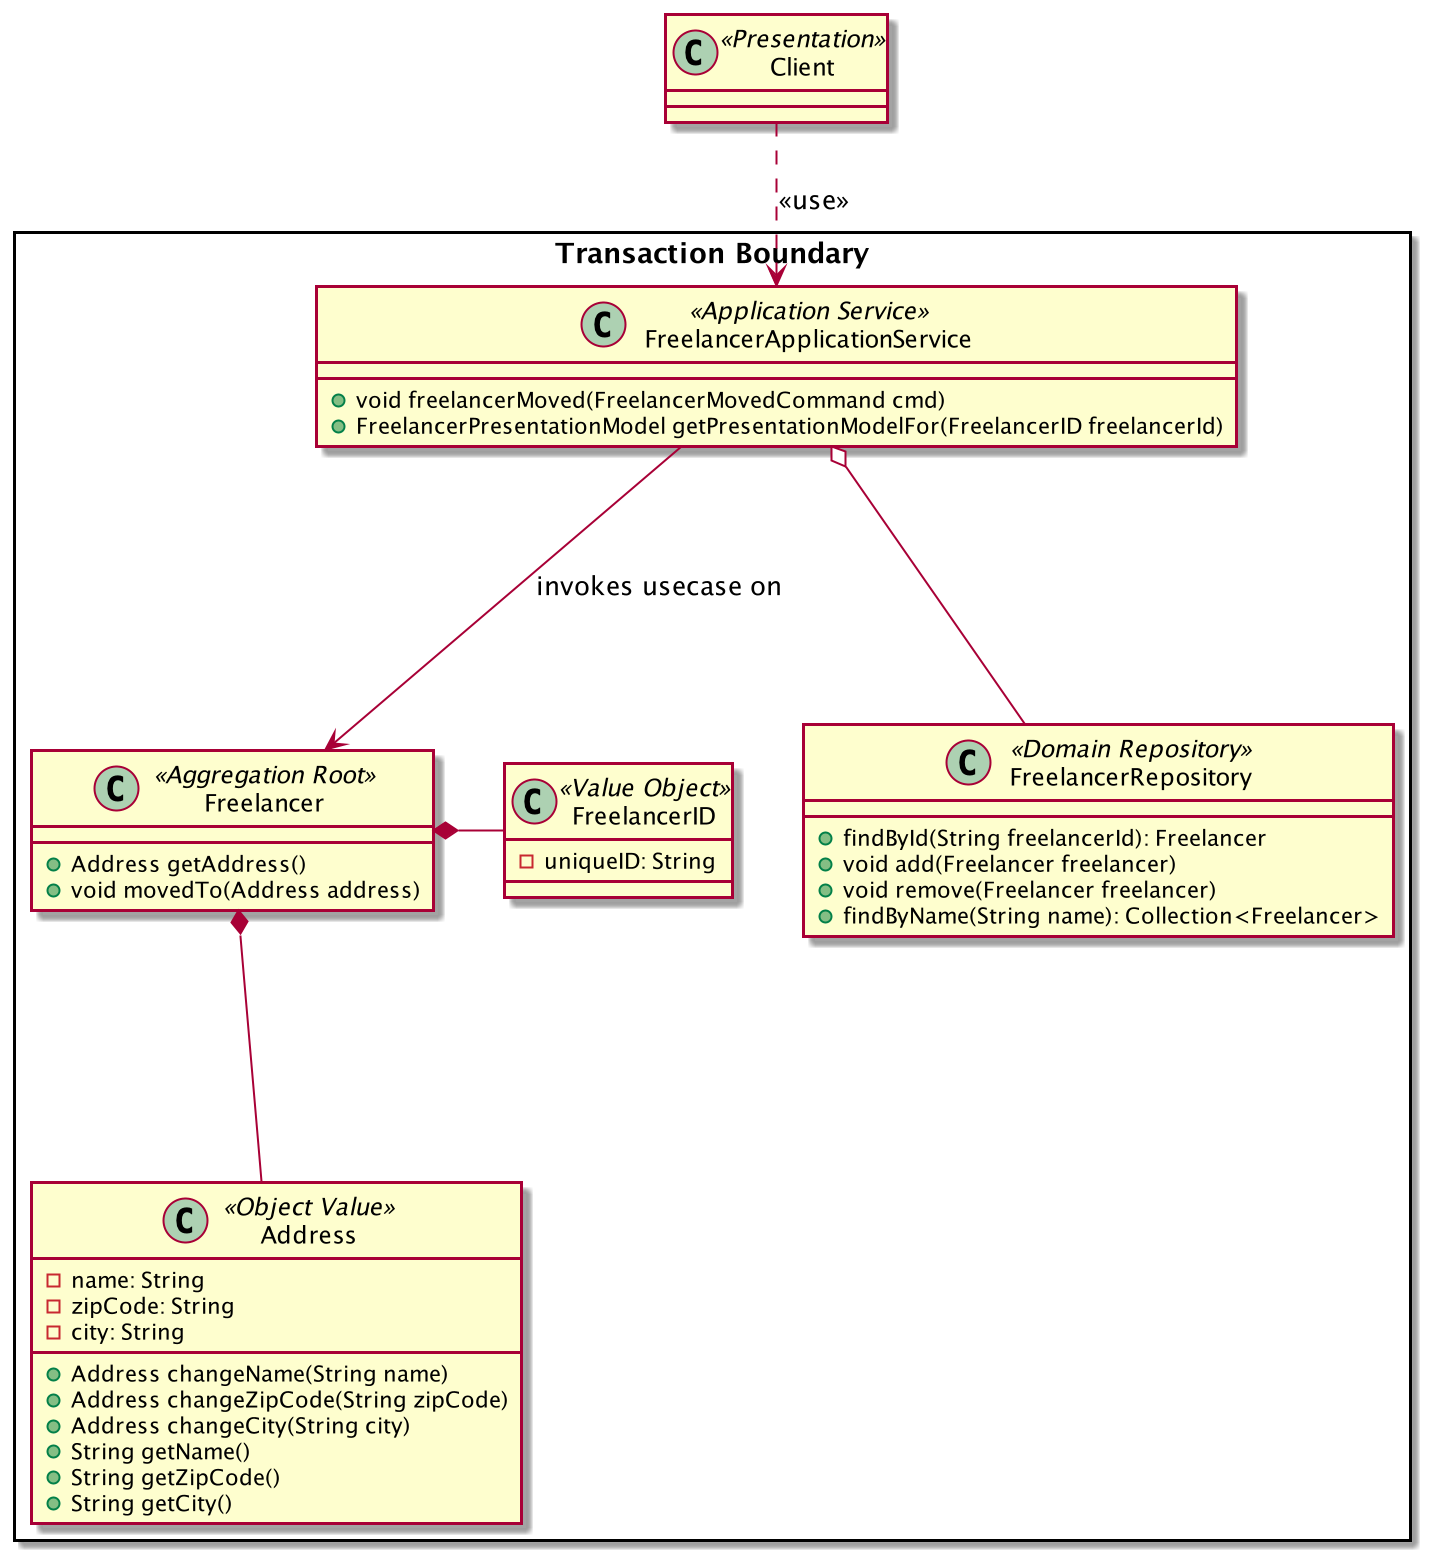 C
«Presentation»
Client
«use»
Transaction Boundary
C
«Application Service»
FreelancerApplicationService
void freelancerMoved(FreelancerMovedCommand cmd)
FreelancerPresentationModel getPresentationModelFor(FreelancerID freelancerId)
invokes usecase on
C
«Aggregation Root»
Freelancer
Address getAddress()
void movedTo(Address address)
C
«Value Object»
FreelancerID
uniqueID: String
C
«Domain Repository»
FreelancerRepository
findById(String freelancerId): Freelancer
void add(Freelancer freelancer)
void remove(Freelancer freelancer)
findByName(String name): Collection<Freelancer>
C
«Object Value»
Address
name: String
zipCode: String
city: String
Address changeName(String name)
Address changeZipCode(String zipCode)
Address changeCity(String city)
String getName()
String getZipCode()
String getCity()